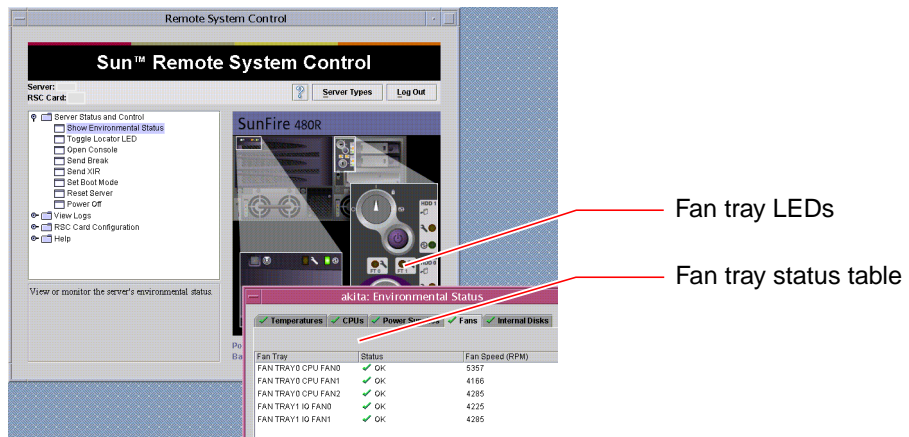 Remote System Control
Sun™ Remote System Control
Server:
RSC Card:
Server Types
Log Out
Server Status and Control
Show Environmental Status
Toggle Locator LED
Open Console
Send Break
Send XIR
Set Boot Mode
Reset Server
Power Off
View Logs
RSC Card Configuration
Help
View or monitor the server's environmental status.
SunFire 480R
HDD 1
FT 0
FT 1
HDD 0
Po
Ba
Fan tray LEDs
Fan tray status table
akita: Environmental Status
Temperatures CPUs Power Fans Internal Disks
Fan Tray Status Fan Speed (RPM)
FAN TRAY0 CPU FAN0 OK 5357
FAN TRAY0 CPU FAN1 OK 4166
FAN TRAY0 CPU FAN2 OK 4285
FAN TRAY1 IO FAN0 OK 4225
FAN TRAY1 IO FAN1 OK 4285